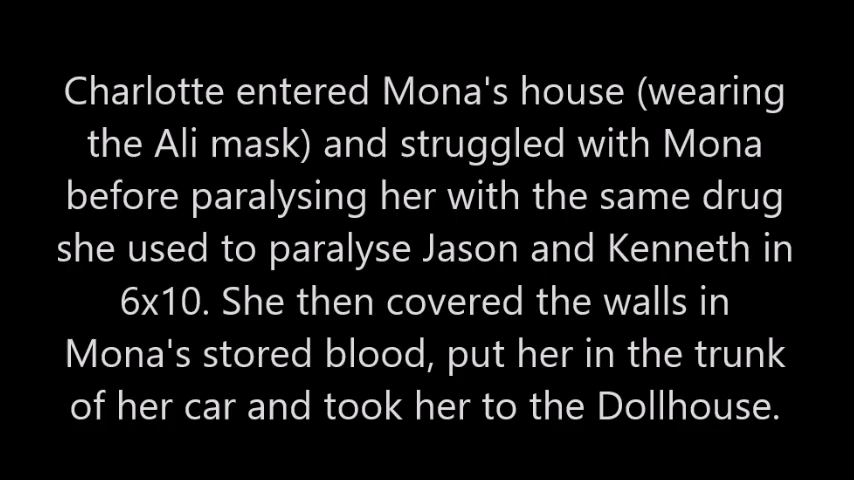 Charlotte entered Mona's house (wearing
the Ali mask) and struggled with Mona
before paralysing her with the same drug
she used to paralyse Jason and Kenneth in
6x10. She then covered the walls in
Mona's stored blood, put her in the trunk
of her car and took her to the Dollhouse.